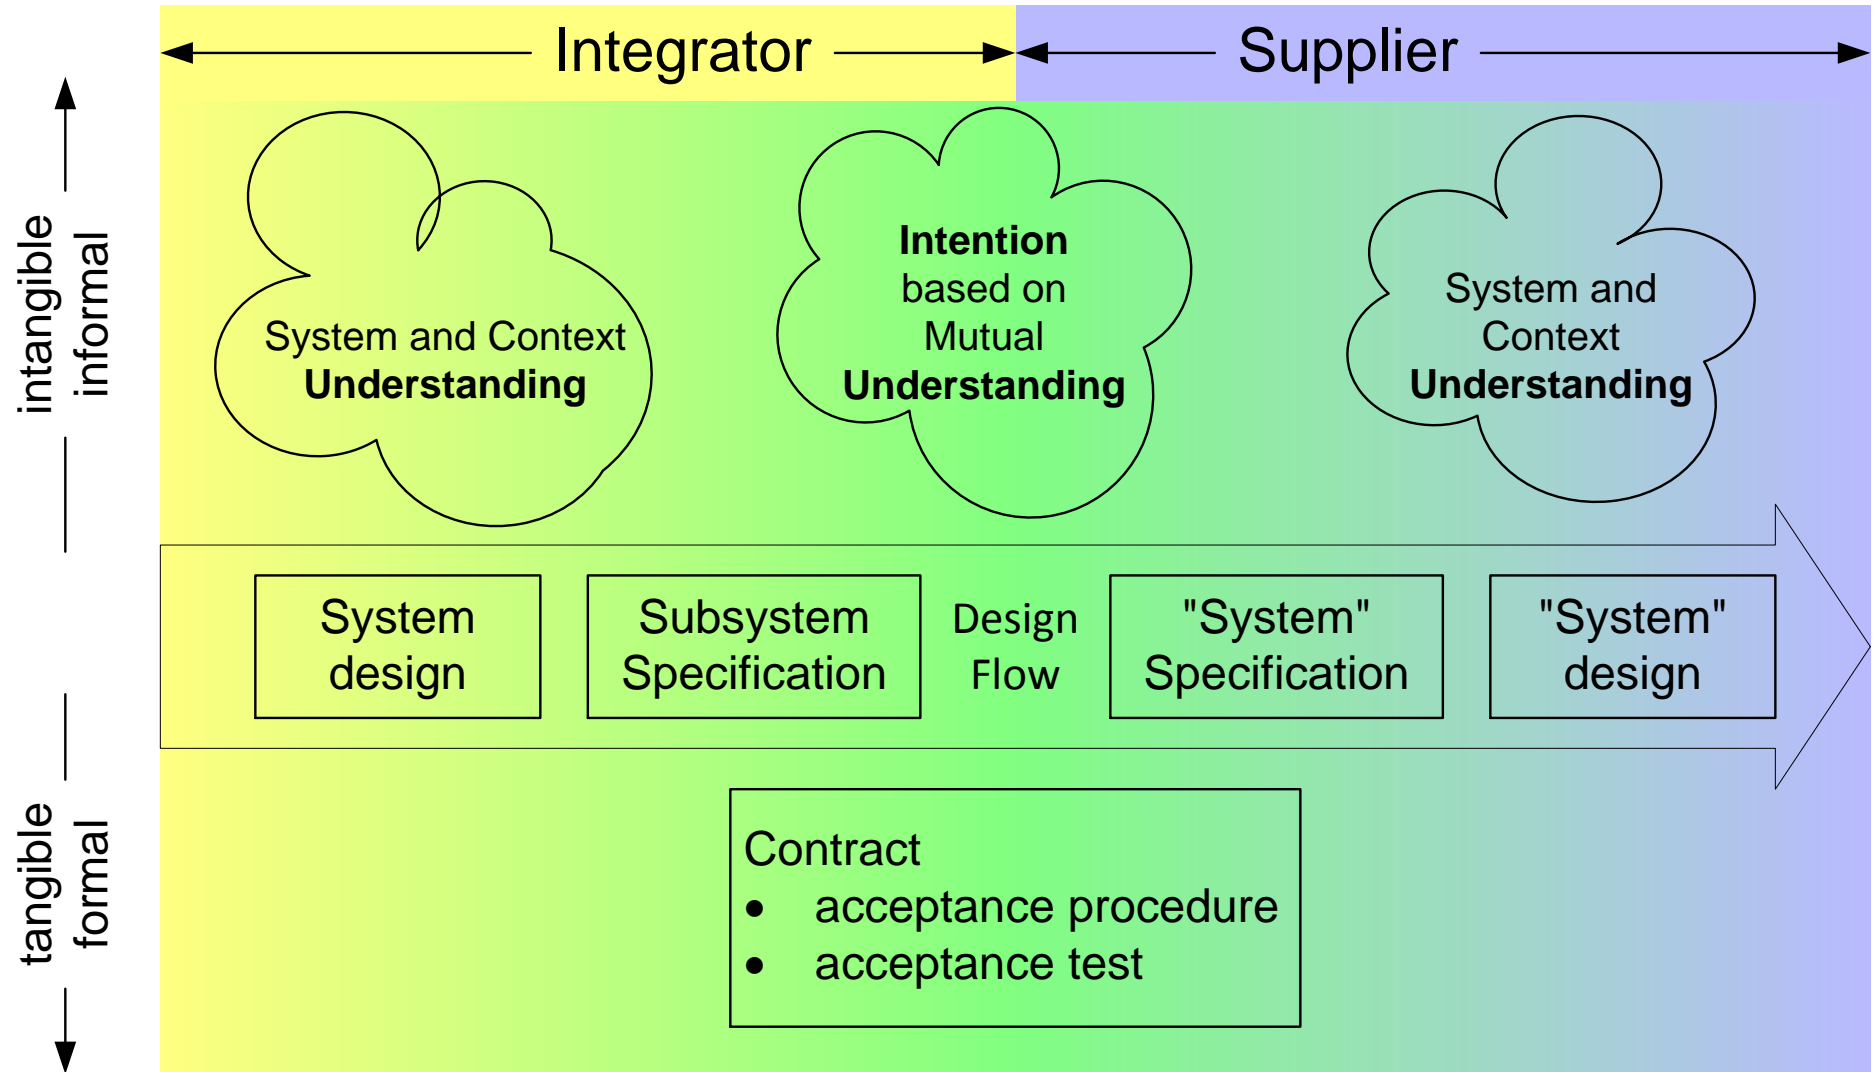 Integrator
Supplier
intangible
informal
System and Context
Understanding
Intention
based on
Mutual
Understanding
System and
Context
Understanding
System
design
Subsystem
Specification
Design
Flow
"System"
Specification
"System"
design
tangible
formal
Contract
• acceptance procedure
• acceptance test